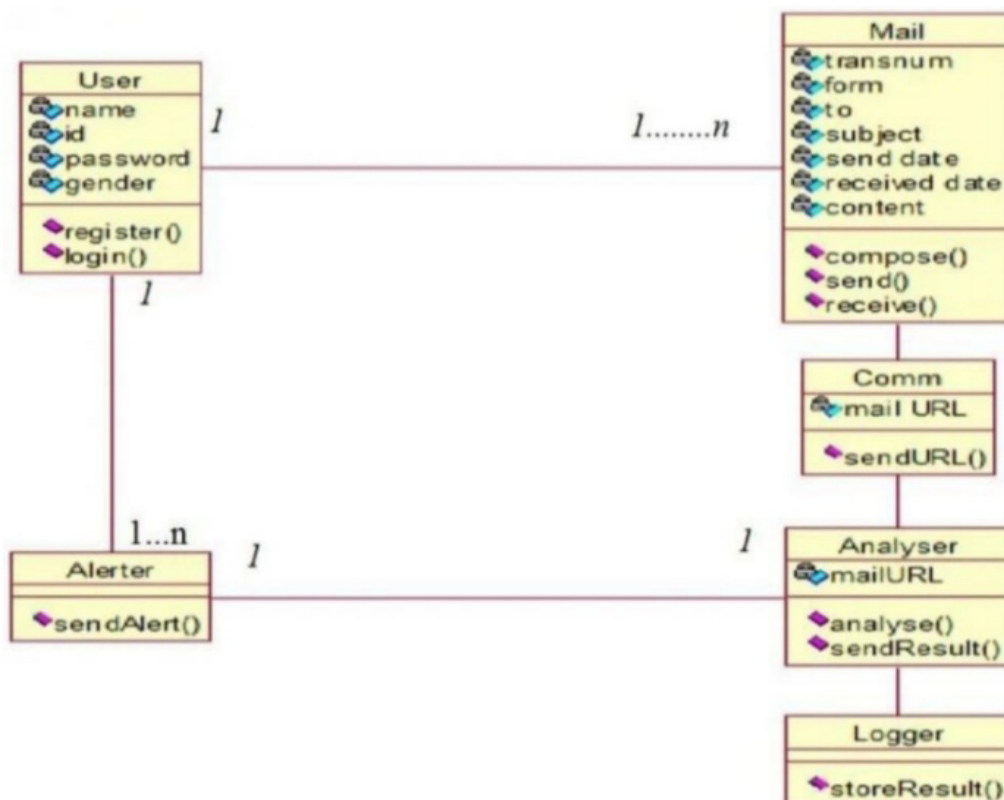 User
name
id
password
gender
register()
login()
1
1
1........n
Mail
transnum
form
to
subject
send date
received date
content
compose()
send()
receive()
Comm
mail URL
sendURL()
1...n
1
1
Alerter
sendAlert()
Analyser
mailURL
analyse()
sendResult()
Logger
storeResult()